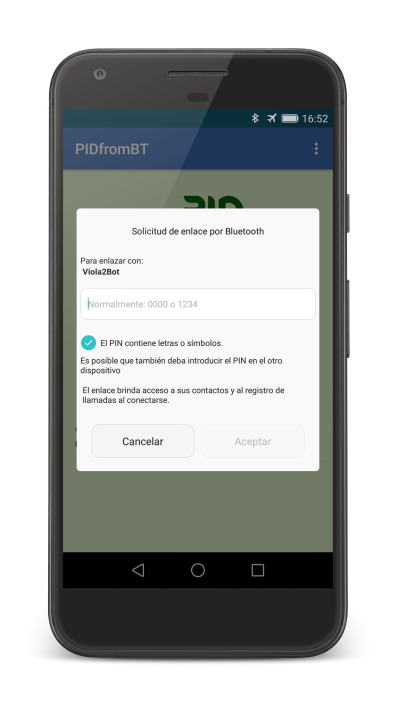 16:52
PIDfromBT
PID
Solicitud de enlace por Bluetooth
Para enlazar con:
Viola2Bot
Normalmente: 0000 o 1234
El PIN contiene letras o símbolos.
Es posible que también deba introducir el PIN en el otro
dispositivo
El enlace brinda acceso a sus contactos y al registro de
llamadas al conectarse.
Cancelar
Aceptar